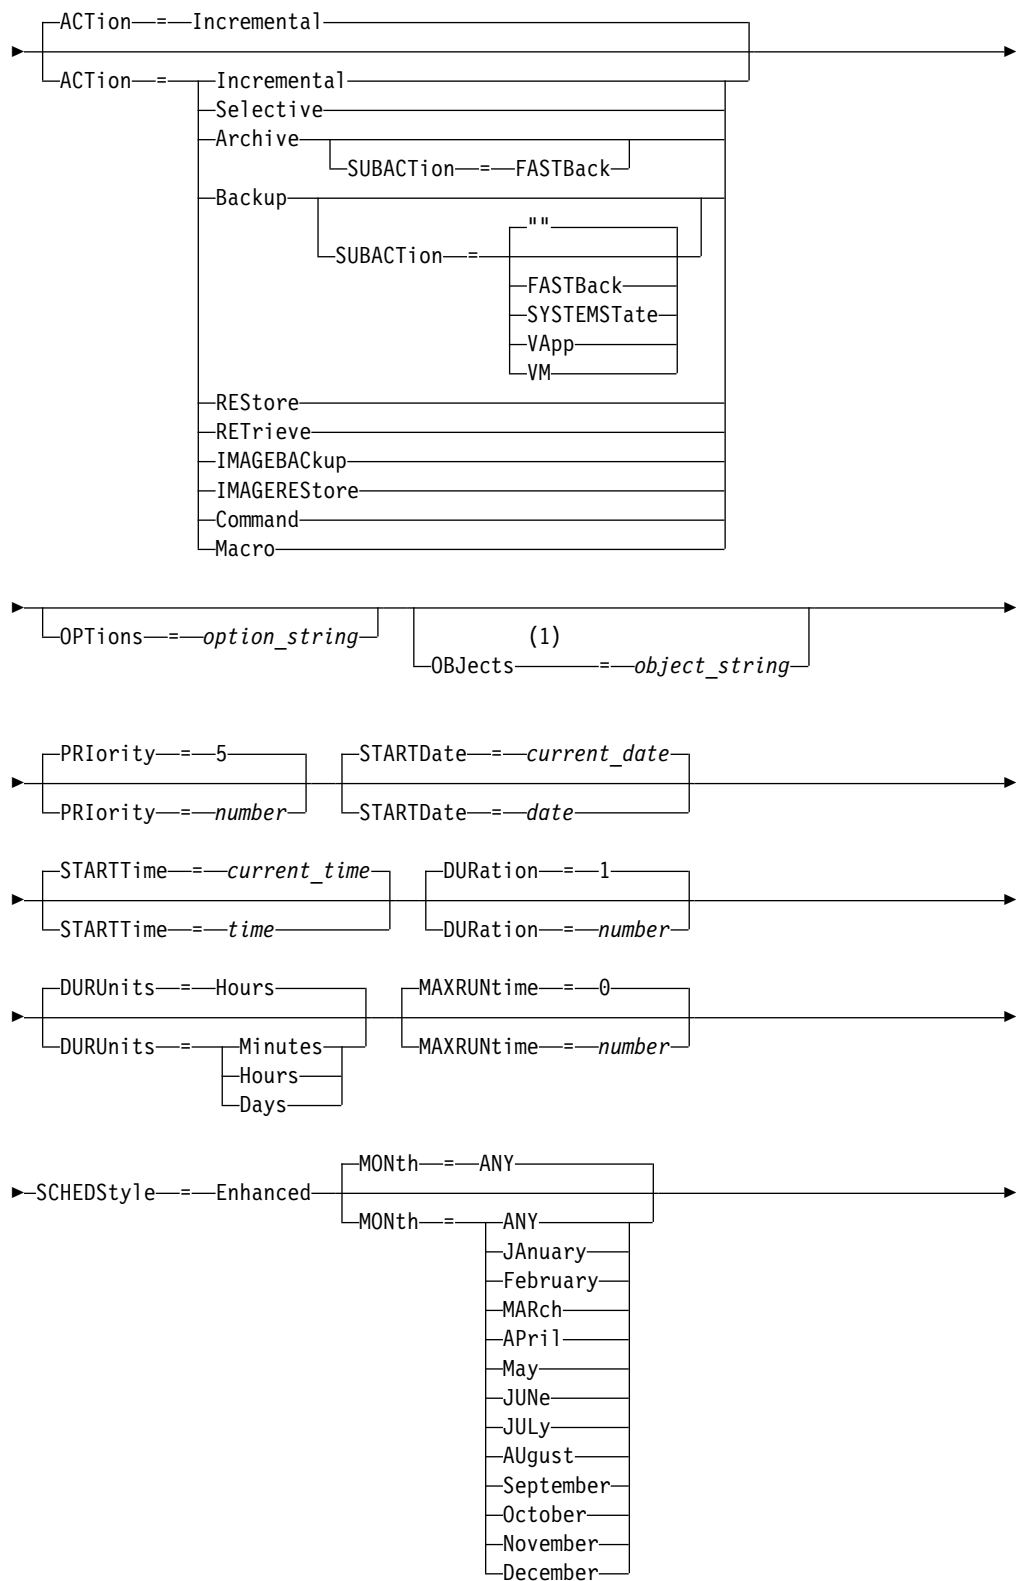 ACTion = Incremental
ACTion = Incremental
Selective
Archive
SUBACTion = FASTBack
Backup
""
SUBACTion =
FASTBack
SYSTEMSTate
VApp
VM
REStore
RETrieve
IMAGEBACkup
IMAGEREStore
Command
Macro
OPTions = option_string
(1)
OBJects = object_string
PRIority = 5 STARTDate = current_date
PRIority = number STARTDate = date
STARTTime = current_time DURation = 1
STARTTime = time DURation = number
DURUnits = Hours MAXRUNtime = 0
DURUnits = Minutes MAXRUNtime = number
Hours
Days
MONth = ANY
SCHEDStyle = Enhanced
MONth = ANY
JAnuary
February
MARch
APril
May
JUNe
JULy
AUgust
September
October
November
December